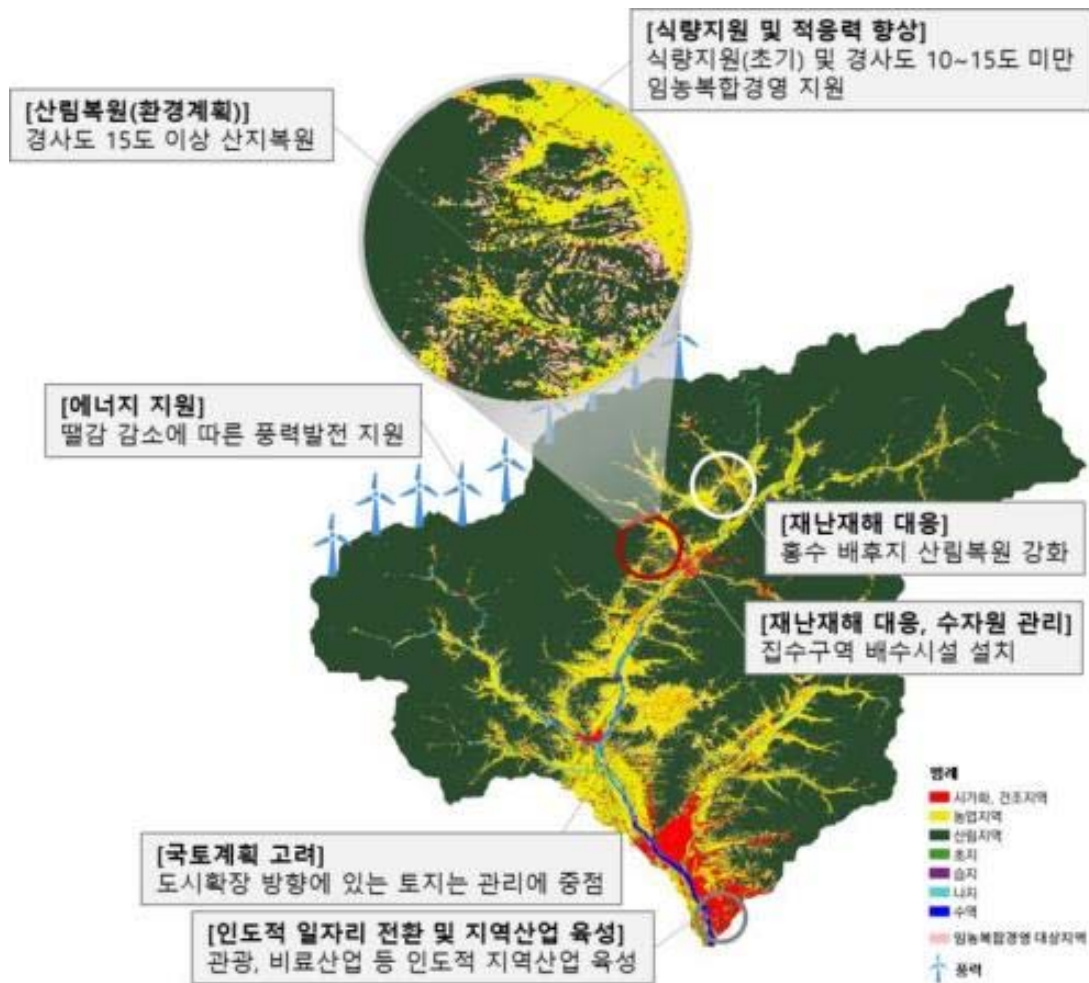 [식량지원 및 적응력 향상]
식량지원(초기) 및 경사도 10~15도 미만
임농복합경영 지원
[산림복원(환경계획)]
경사도 15도 이상 산지복원
[에너지 지원]
땔감 감소에 따른 풍력발전 지원
[재난재해 대응]
홍수 배후지 산림복원 강화
[재난재해 대응, 수자원 관리]
집수구역 배수시설 설치
[국토계획 고려]
도시확장 방향에 있는 토지는 관리에 중점
[인도적 일자리 전환 및 지역산업 육성]
관광, 비료산업 등 인도적 지역산업 육성
범례
시가화, 건조지역
농업지역
산림지역
초지
습지
나지
수역
임농복합경영 대상지역
풍력